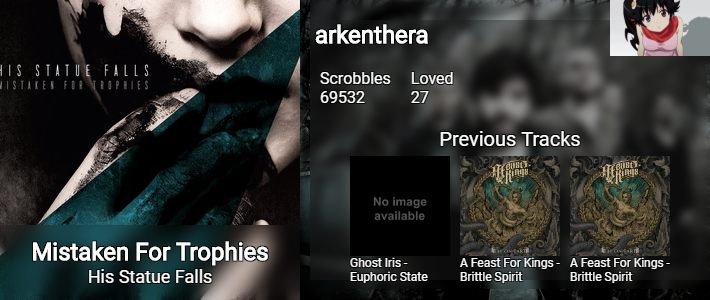 HIS STATUE FALLS
MISTAKEN FOR TROPHIES
Mistaken For Trophies
His Statue Falls
arkenthera
Scrobbles
69532
Loved
27
Previous Tracks
No image
available
Ghost Iris -
Euphoric State
A Feast For Kings -
Brittle Spirit
A Feast For Kings -
Brittle Spirit